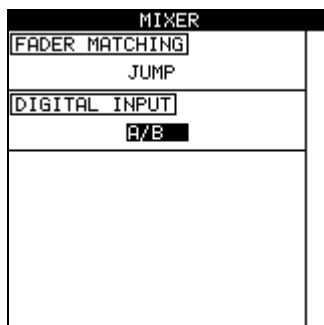 MIXER
FADER MATCHING
JUMP
DIGITAL INPUT
A/B